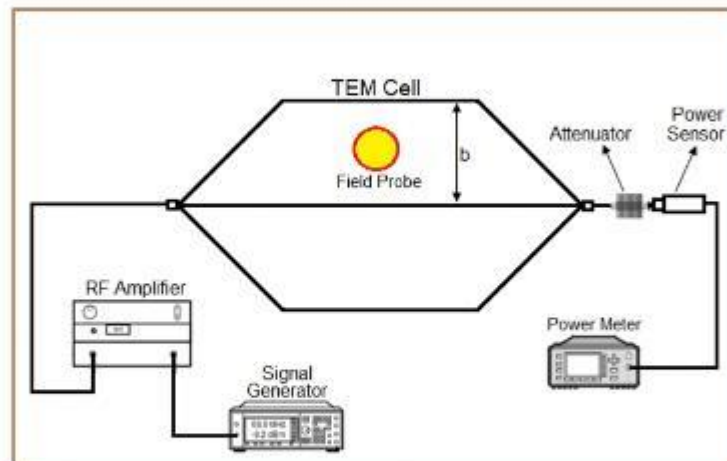 TEM Cell
b
Field Probe
Attenuator
Power
Sensor
RF Amplifier
Signal
Generator
Power Meter